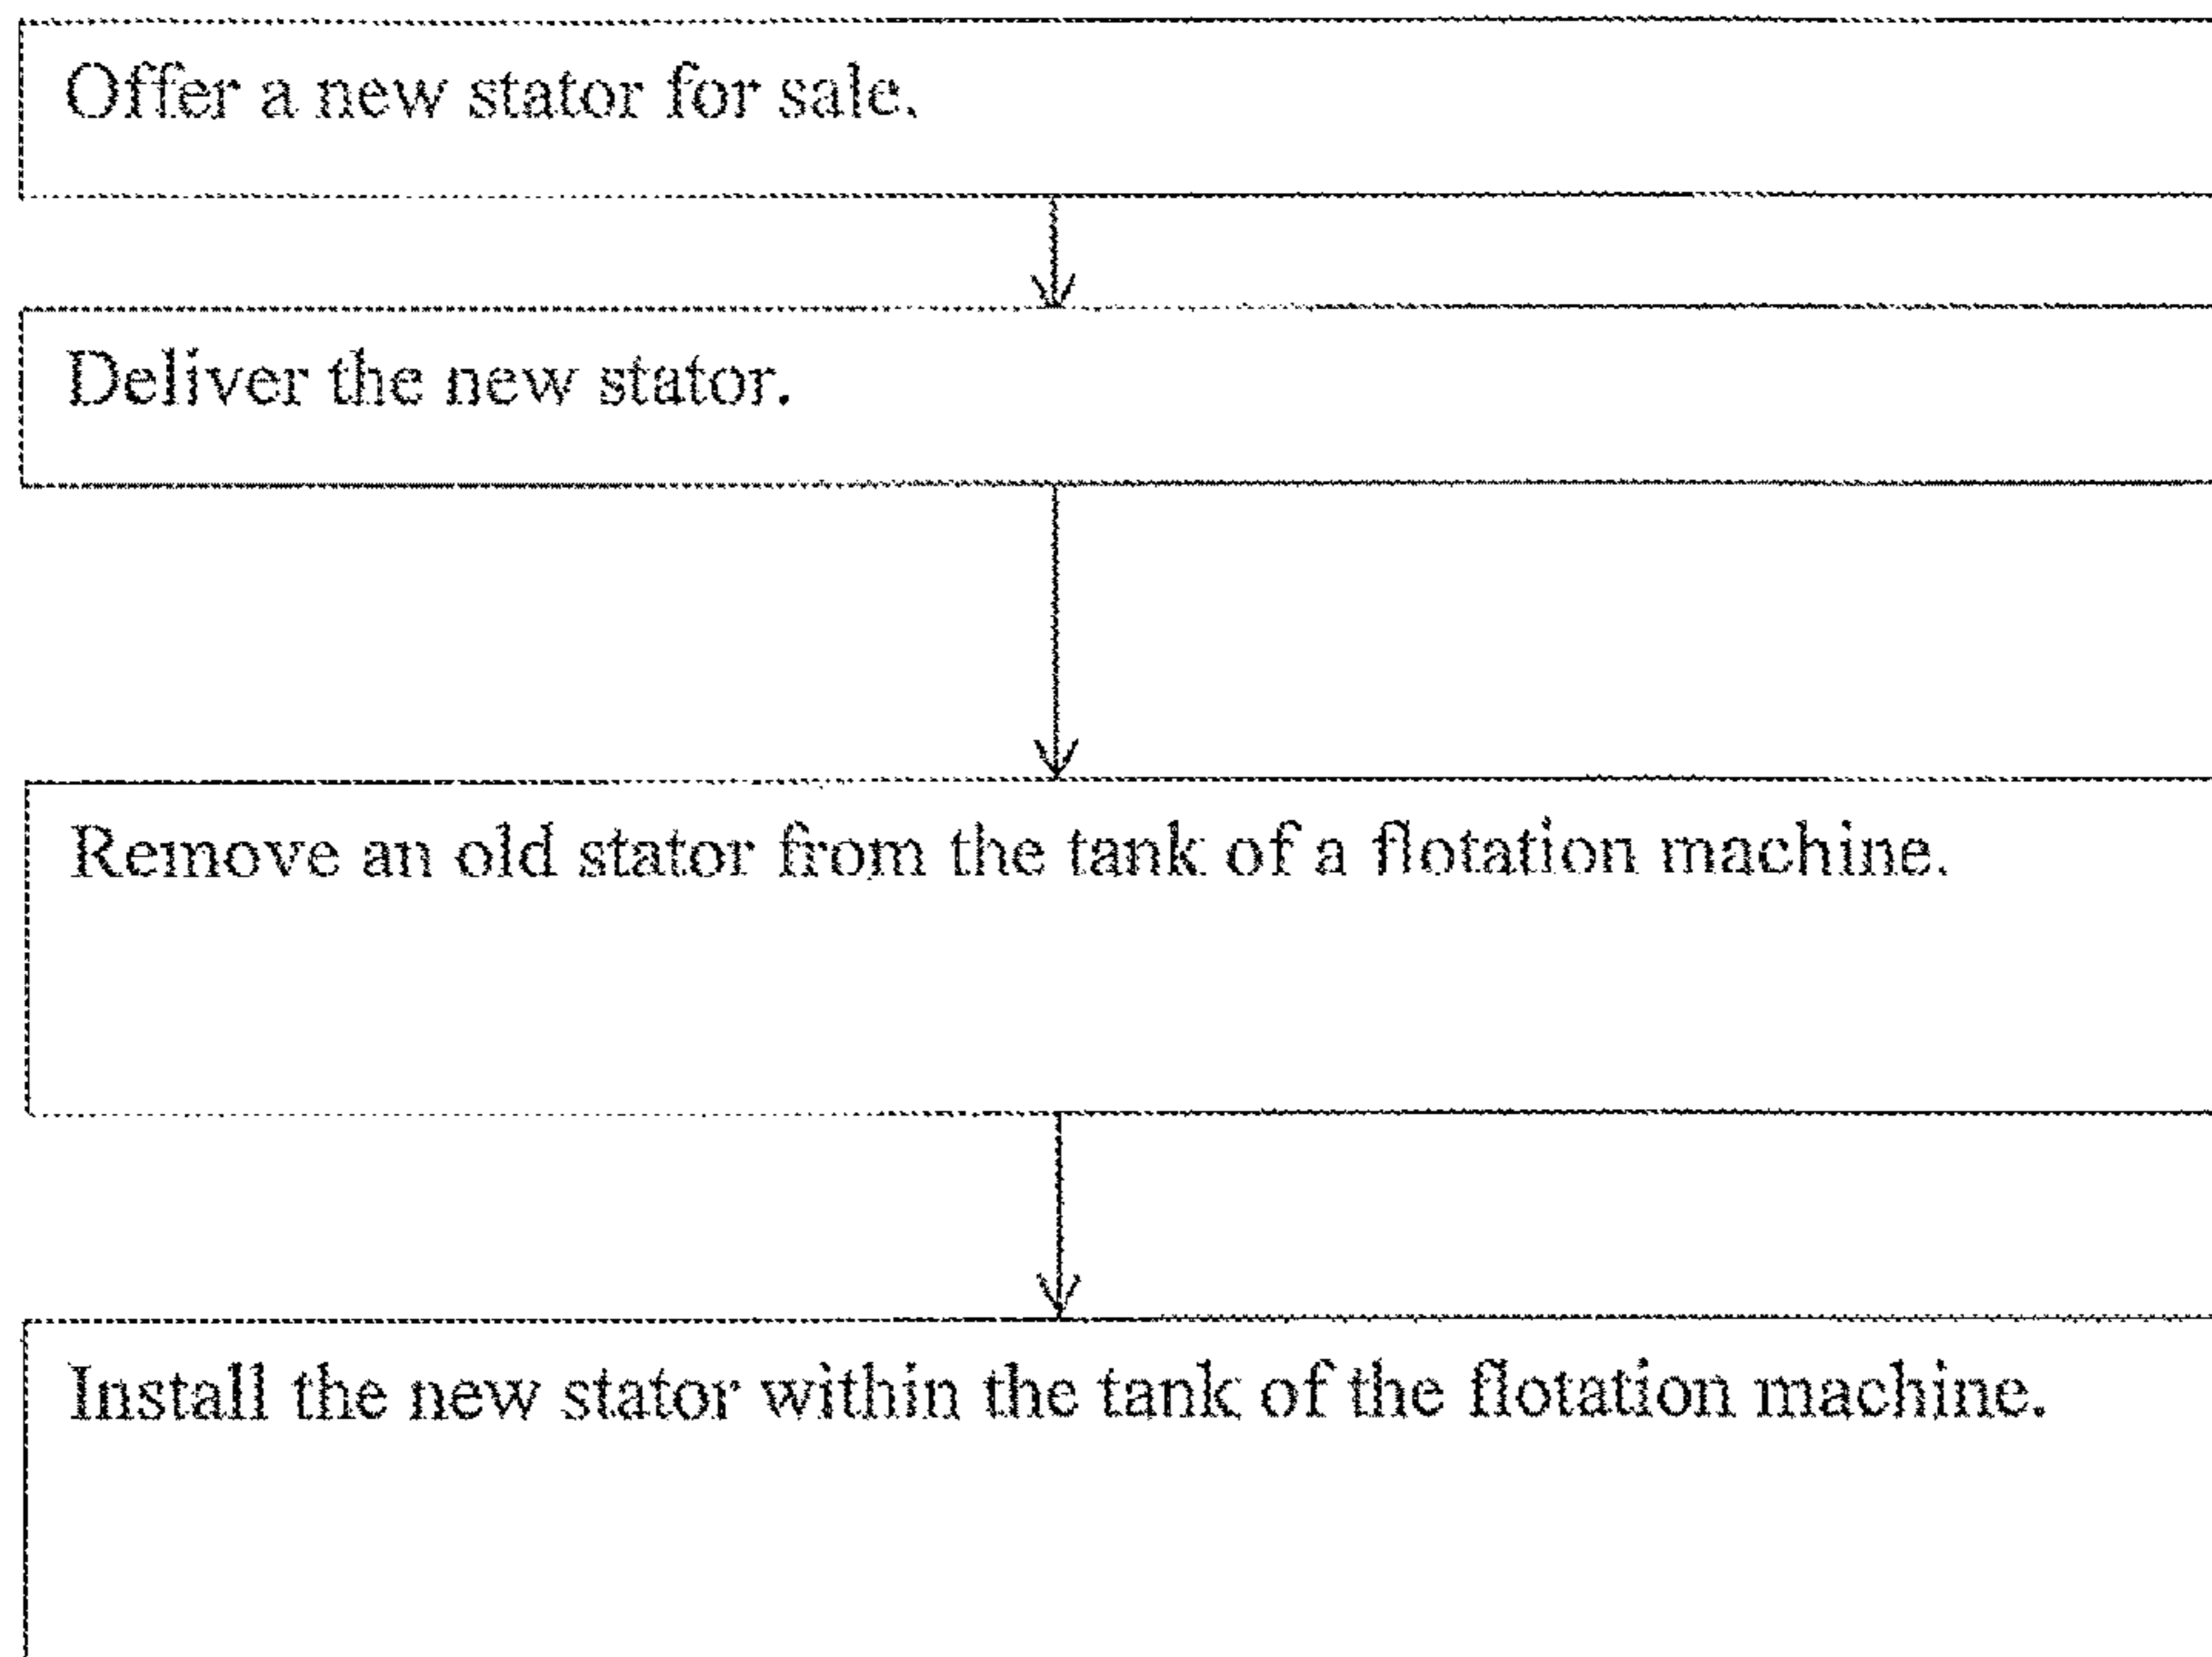 Offer a new stator for sale.
Deliver the new stator.
Remove an old stator from the tank of a flotation machine.
Install the new stator within the tank of the flotation machine.